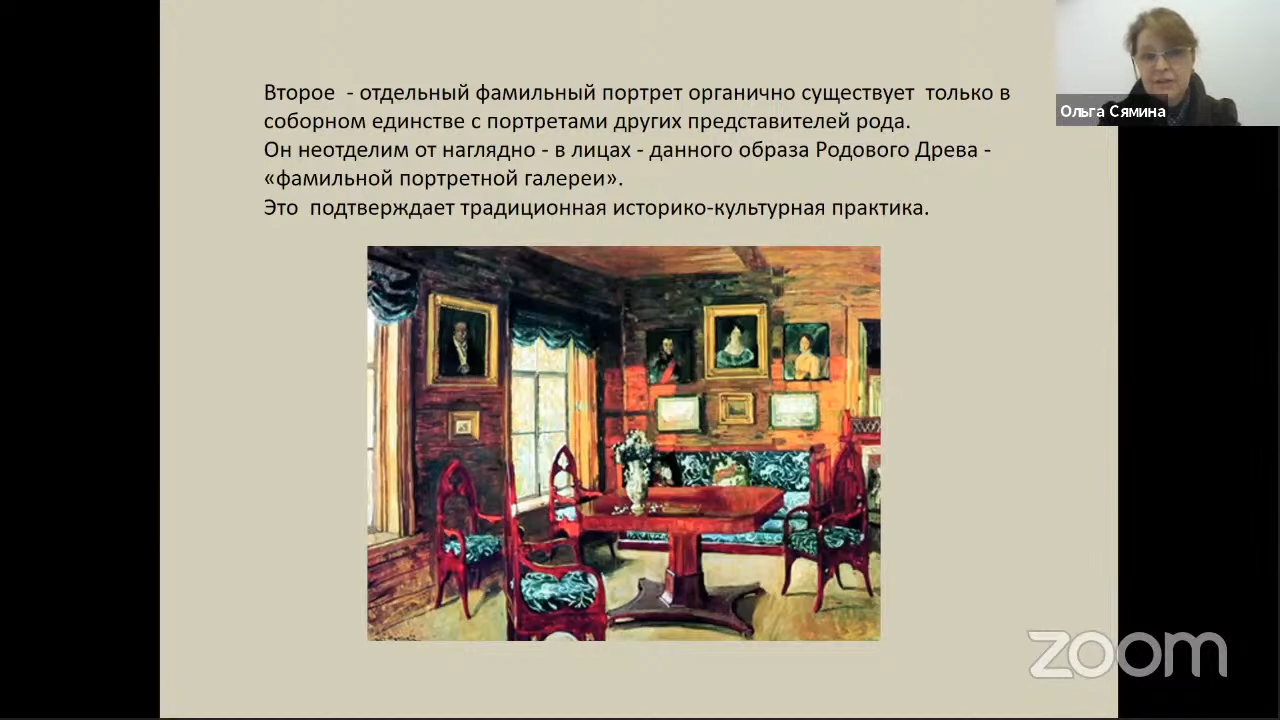 Второе  - отдельный фамильный портрет органично существует  только в
соборном единстве с портретами других представителей рода.
Он неотделим от наглядно - в лицах - данного образа Родового Древа -
«фамильной портретной галереи».
Это  подтверждает традиционная историко-культурная практика.
Ольга Сямина
zoom